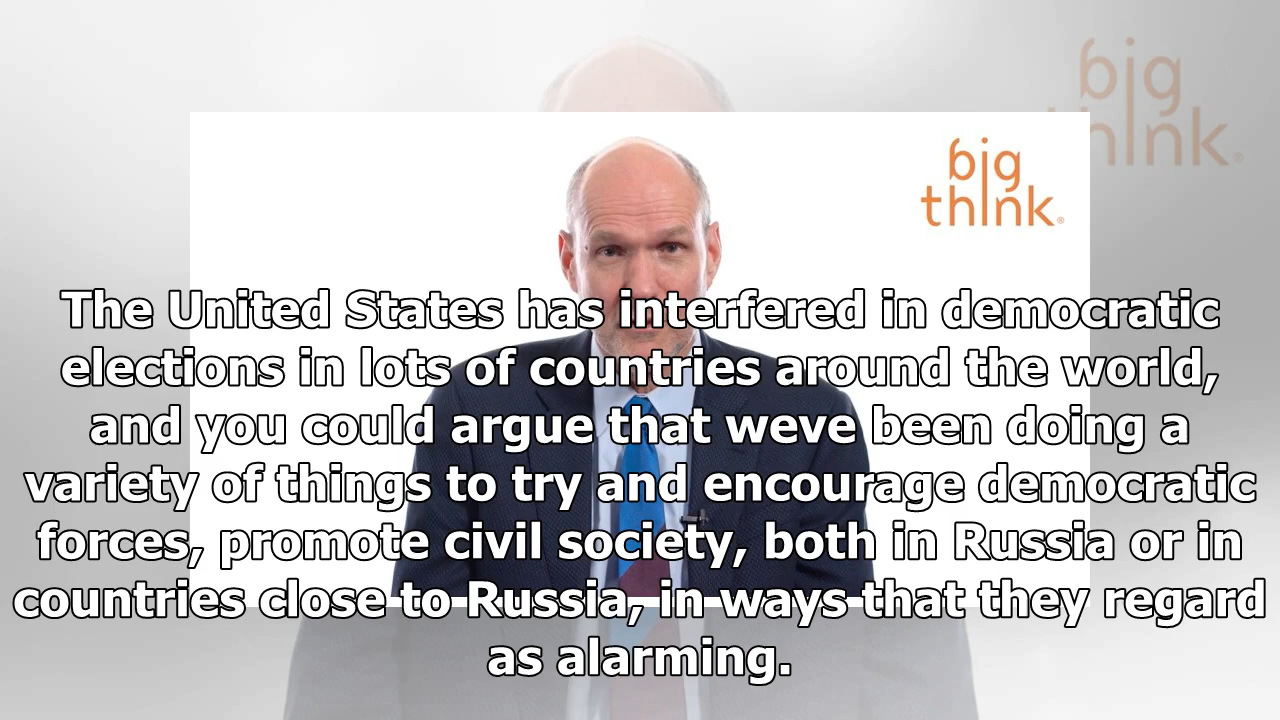 big
think®
big
think®
The United States has interfered in democratic
elections in lots of countries around the world,
and you could argue that weve been doing a
variety of things to try and encourage democratic
forces, promote civil society, both in Russia or in
countries close to Russia, in ways that they regard
as alarming.